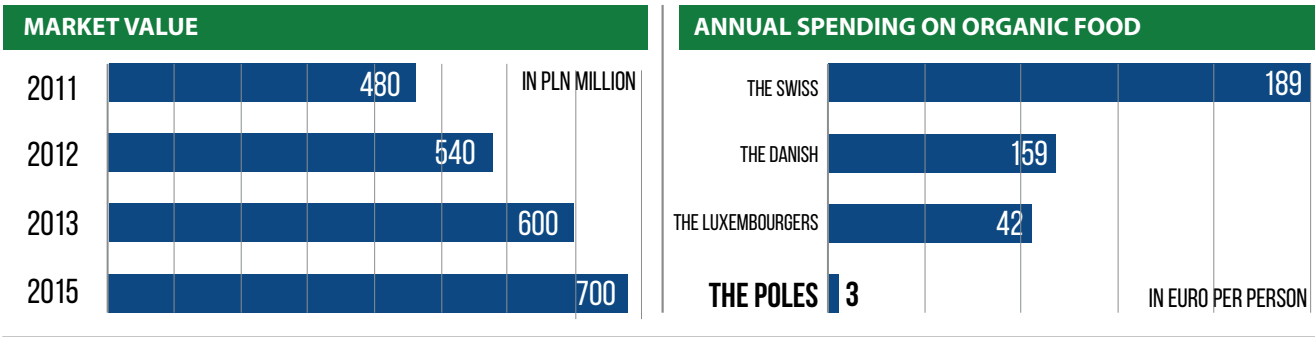 MARKET VALUE
2011 480 IN PLN MILLION
2012 540
2013 600
2015 700
ANNUAL SPENDING ON ORGANIC FOOD
THE SWISS 189
THE DANISH 159
THE LUXEMBOURGERS 42
THE POLES 3 IN EURO PER PERSON